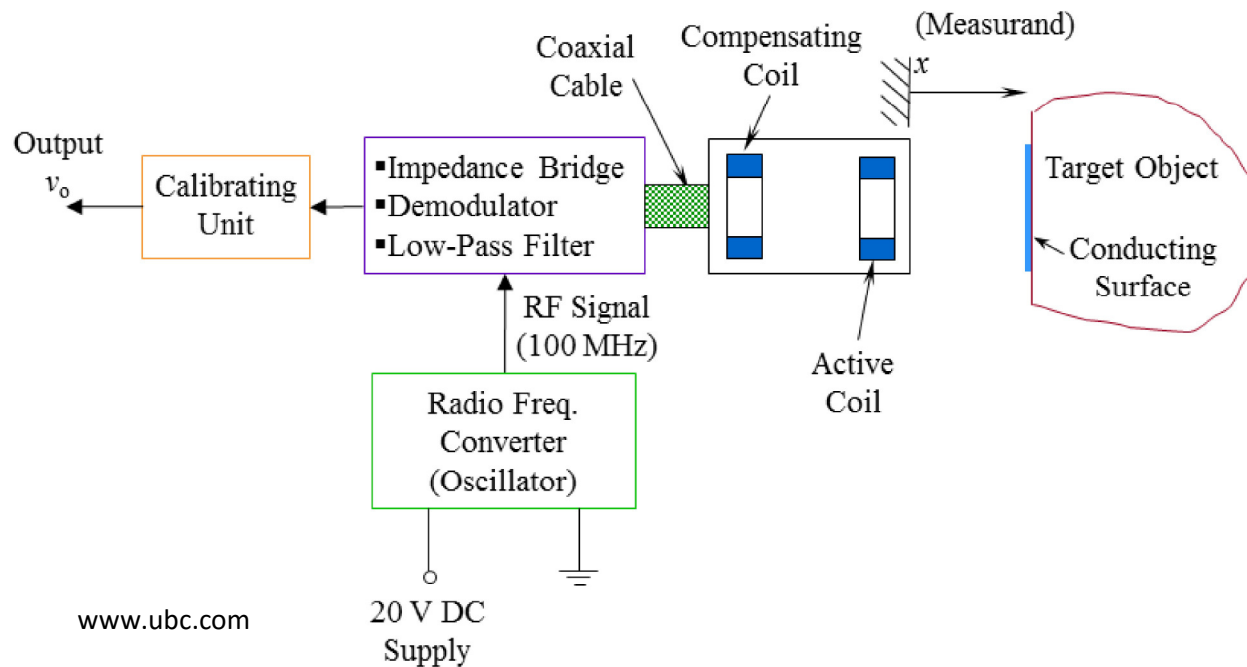 (Measurand)
x
Coaxial
Cable
Compensating
Coil
Output
vo
Calibrating
Unit
▪Impedance Bridge
▪Demodulator
▪Low-Pass Filter
Target Object
Conducting
Surface
RF Signal
(100 MHz)
Active
Coil
Radio Freq.
Converter
(Oscillator)
20 V DC
Supply
www.ubc.com